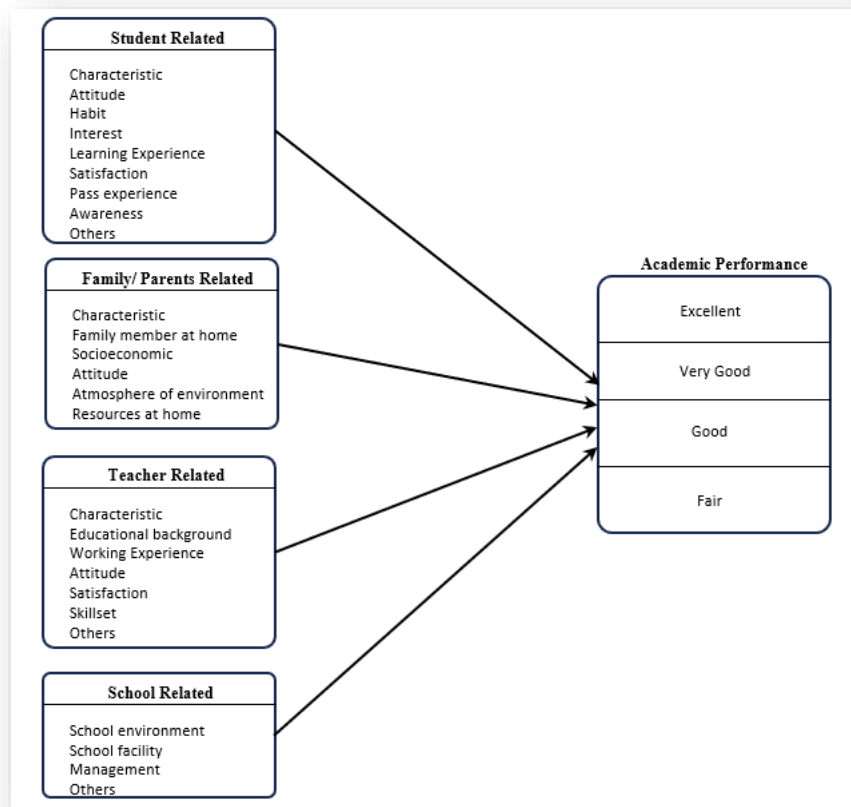 Student Related
Characteristic
Attitude
Habit
Interest
Learning Experience
Satisfaction
Pass experience
Awareness
Others
Family/ Parents Related
Characteristic
Family member at home
Socioeconomic
Attitude
Atmosphere of environment
Resources at home
Teacher Related
Characteristic
Educational background
Working Experience
Attitude
Satisfaction
Skillset
Others
School Related
School environment
School facility
Management
Others
Academic Performance
Excellent
Very Good
Good
Fair